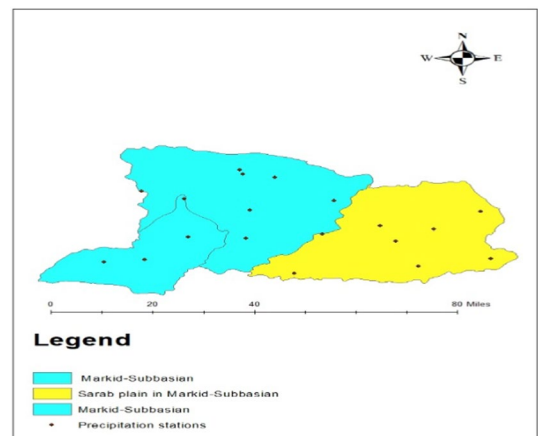 N
W E
S
0 20 40 80 Miles
Legend
Markid-Subbasian
Sarab plain in Markid-Subbasian
Markid-Subbasian
Precipitation stations